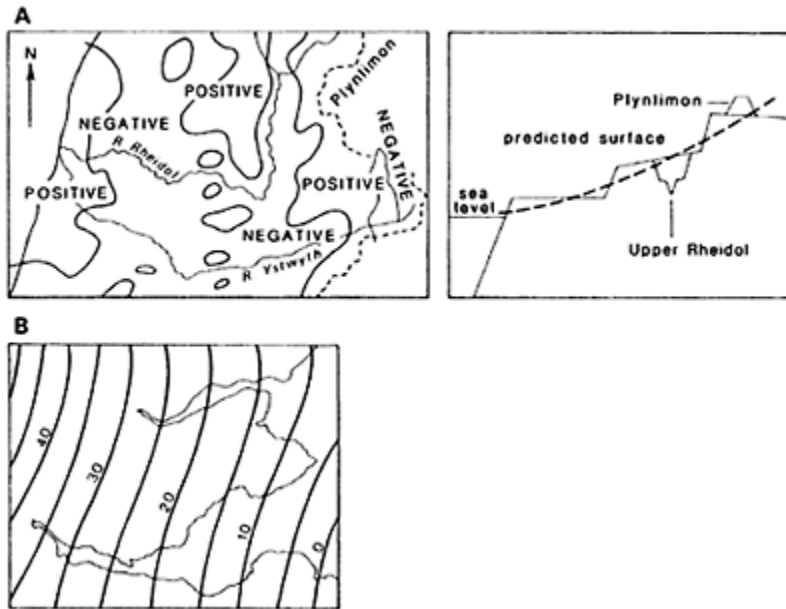 A
N
POSITIVE
NEGATIVE
R Rheidol
POSITIVE
Plynlimon
NEGATIVE
POSITIVE
NEGATIVE
R Ystwyth
Plynlimon
predicted surface
sea
level
Upper Rheidol
B
40
30
20
10
0